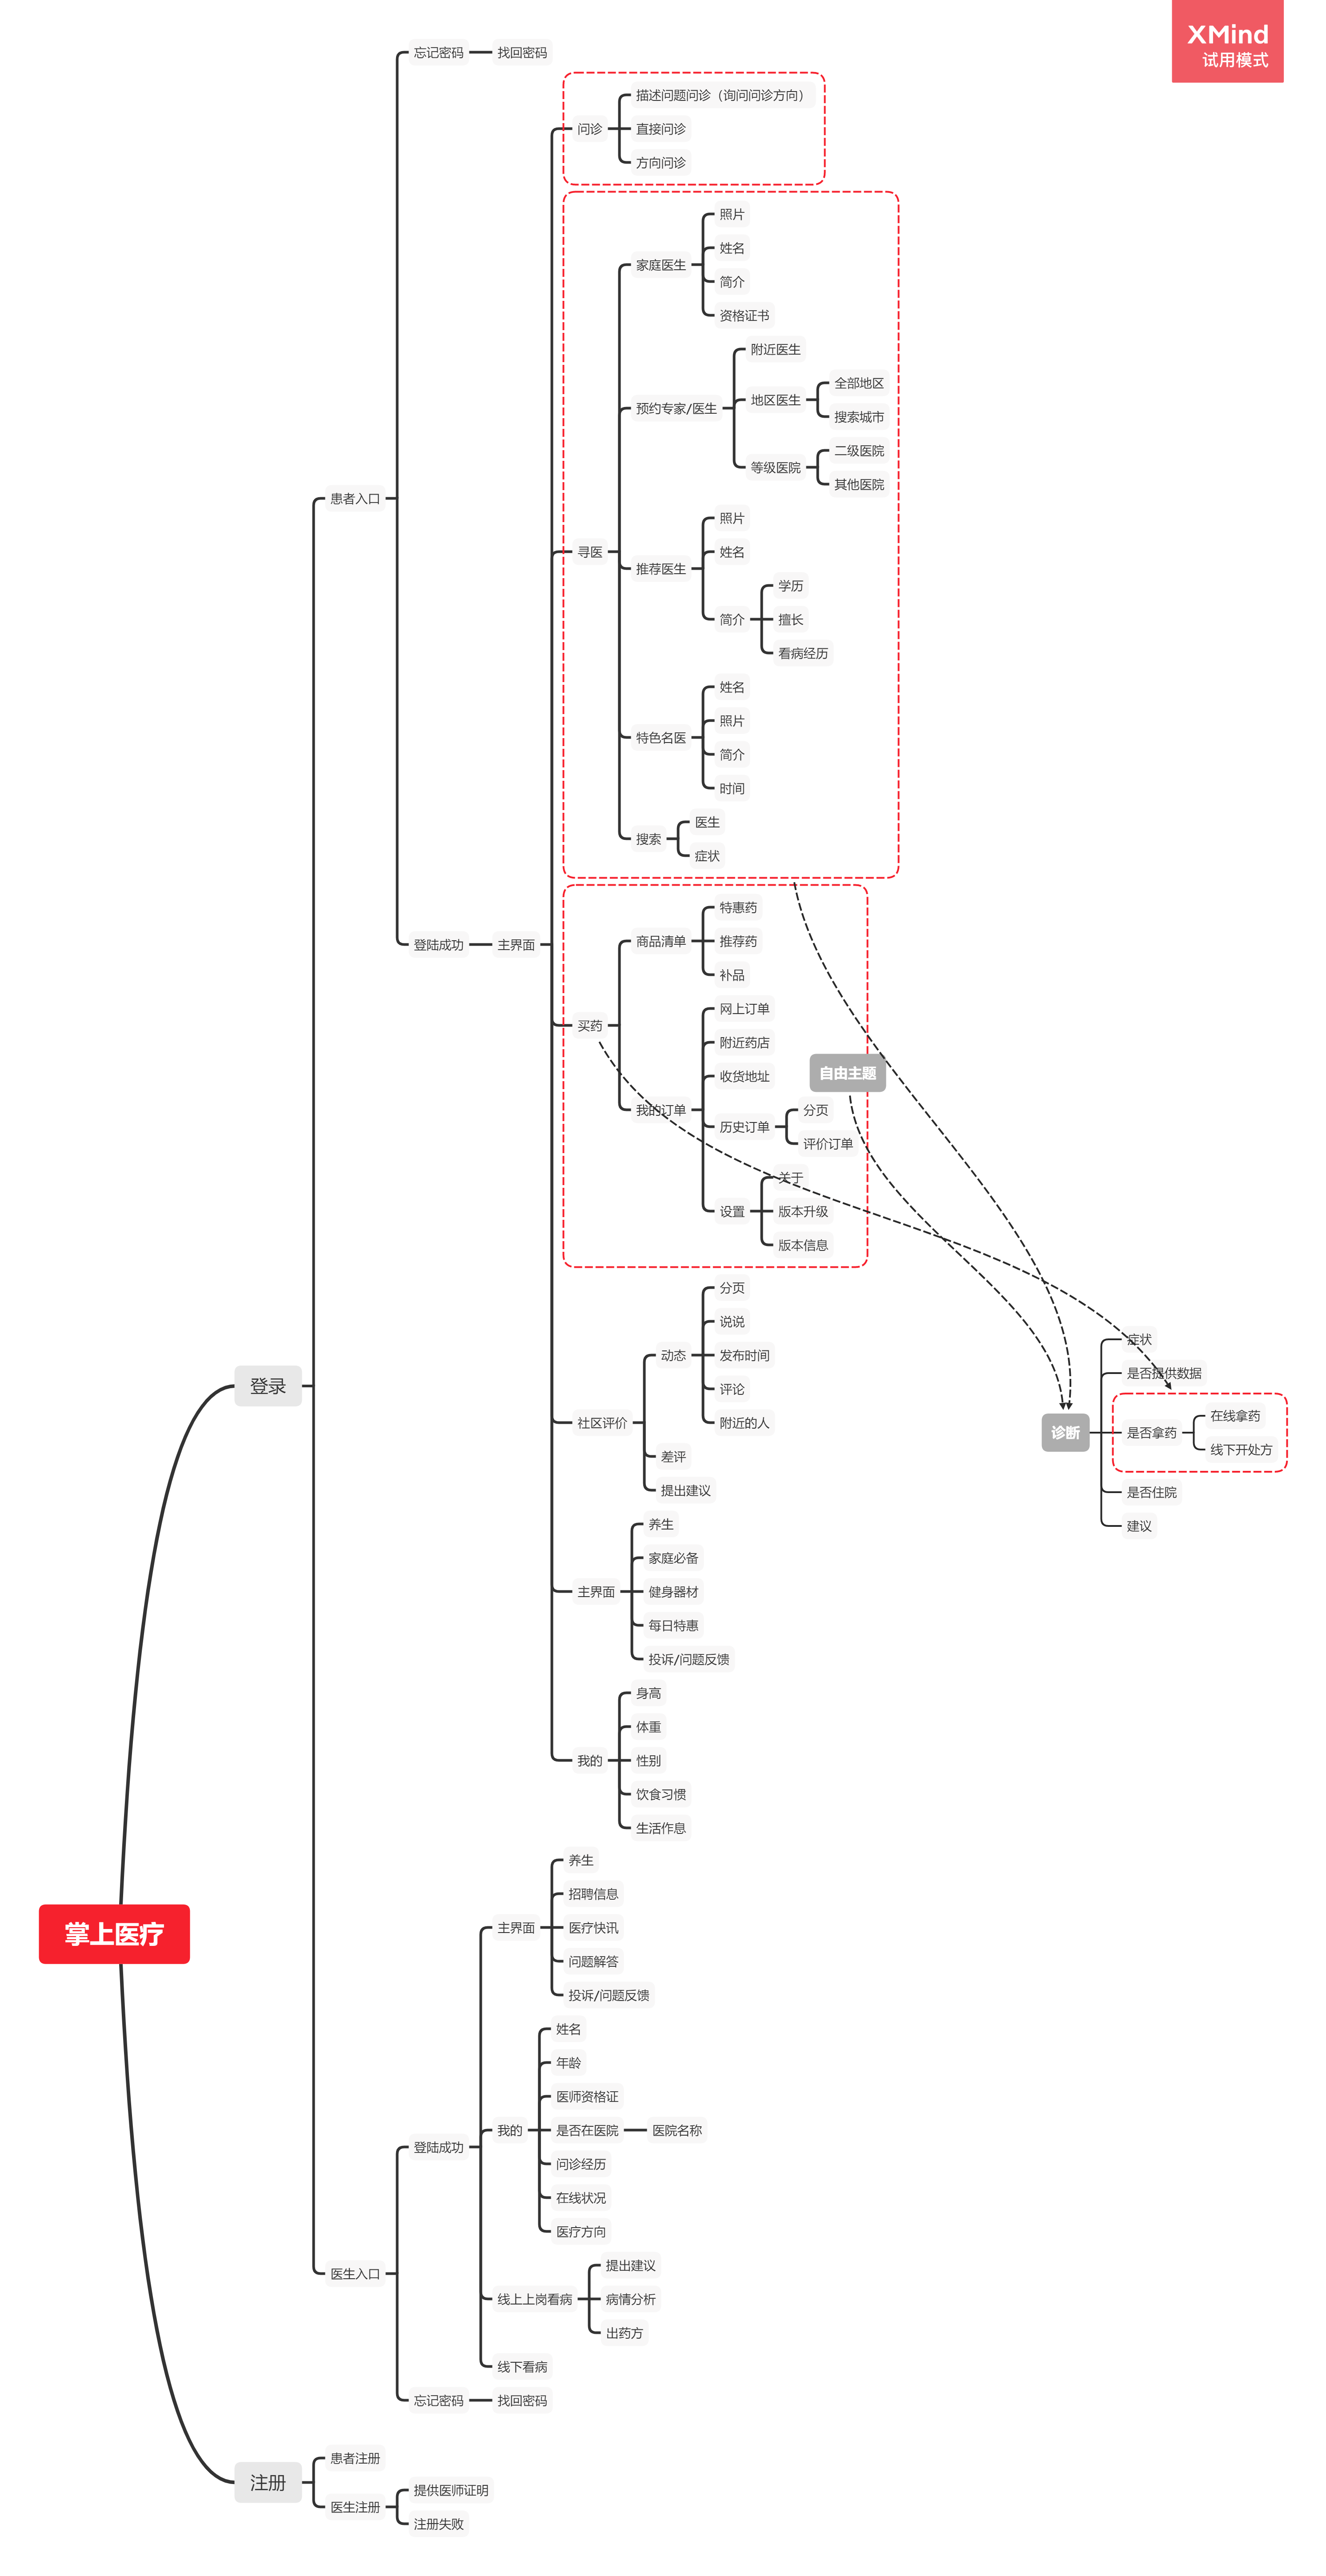 XMind
试用模式
忘记密码
找回密码
问诊
描述问题问诊（询问问诊方向）
直接问诊
方向问诊
家庭医生
照片
姓名
简介
资格证书
预约专家/医生
附近医生
地区医生
全部地区
搜索城市
等级医院
二级医院
其他医院
患者入口
寻医
推荐医生
照片
姓名
简介
学历
擅长
看病经历
特色名医
姓名
照片
简介
时间
搜索
医生
症状
登陆成功
主界面
买药
商品清单
特惠药
推荐药
补品
我的订单
网上订单
附近药店
收货地址
历史订单
分页
评价订单
设置
关于
版本升级
版本信息
自由主题
社区评价
动态
分页
说说
发布时间
评论
附近的人
差评
提出建议
诊断
症状
是否提供数据
是否拿药
在线拿药
线下开处方
是否住院
建议
登录
主界面
养生
家庭必备
健身器材
每日特惠
投诉/问题反馈
我的
身高
体重
性别
饮食习惯
生活作息
掌上医疗
主界面
养生
招聘信息
医疗快讯
问题解答
投诉/问题反馈
登陆成功
我的
姓名
年龄
医师资格证
是否在医院
医院名称
问诊经历
在线状况
医疗方向
医生入口
线上上岗看病
提出建议
病情分析
出药方
线下看病
忘记密码
找回密码
注册
患者注册
医生注册
提供医师证明
注册失败